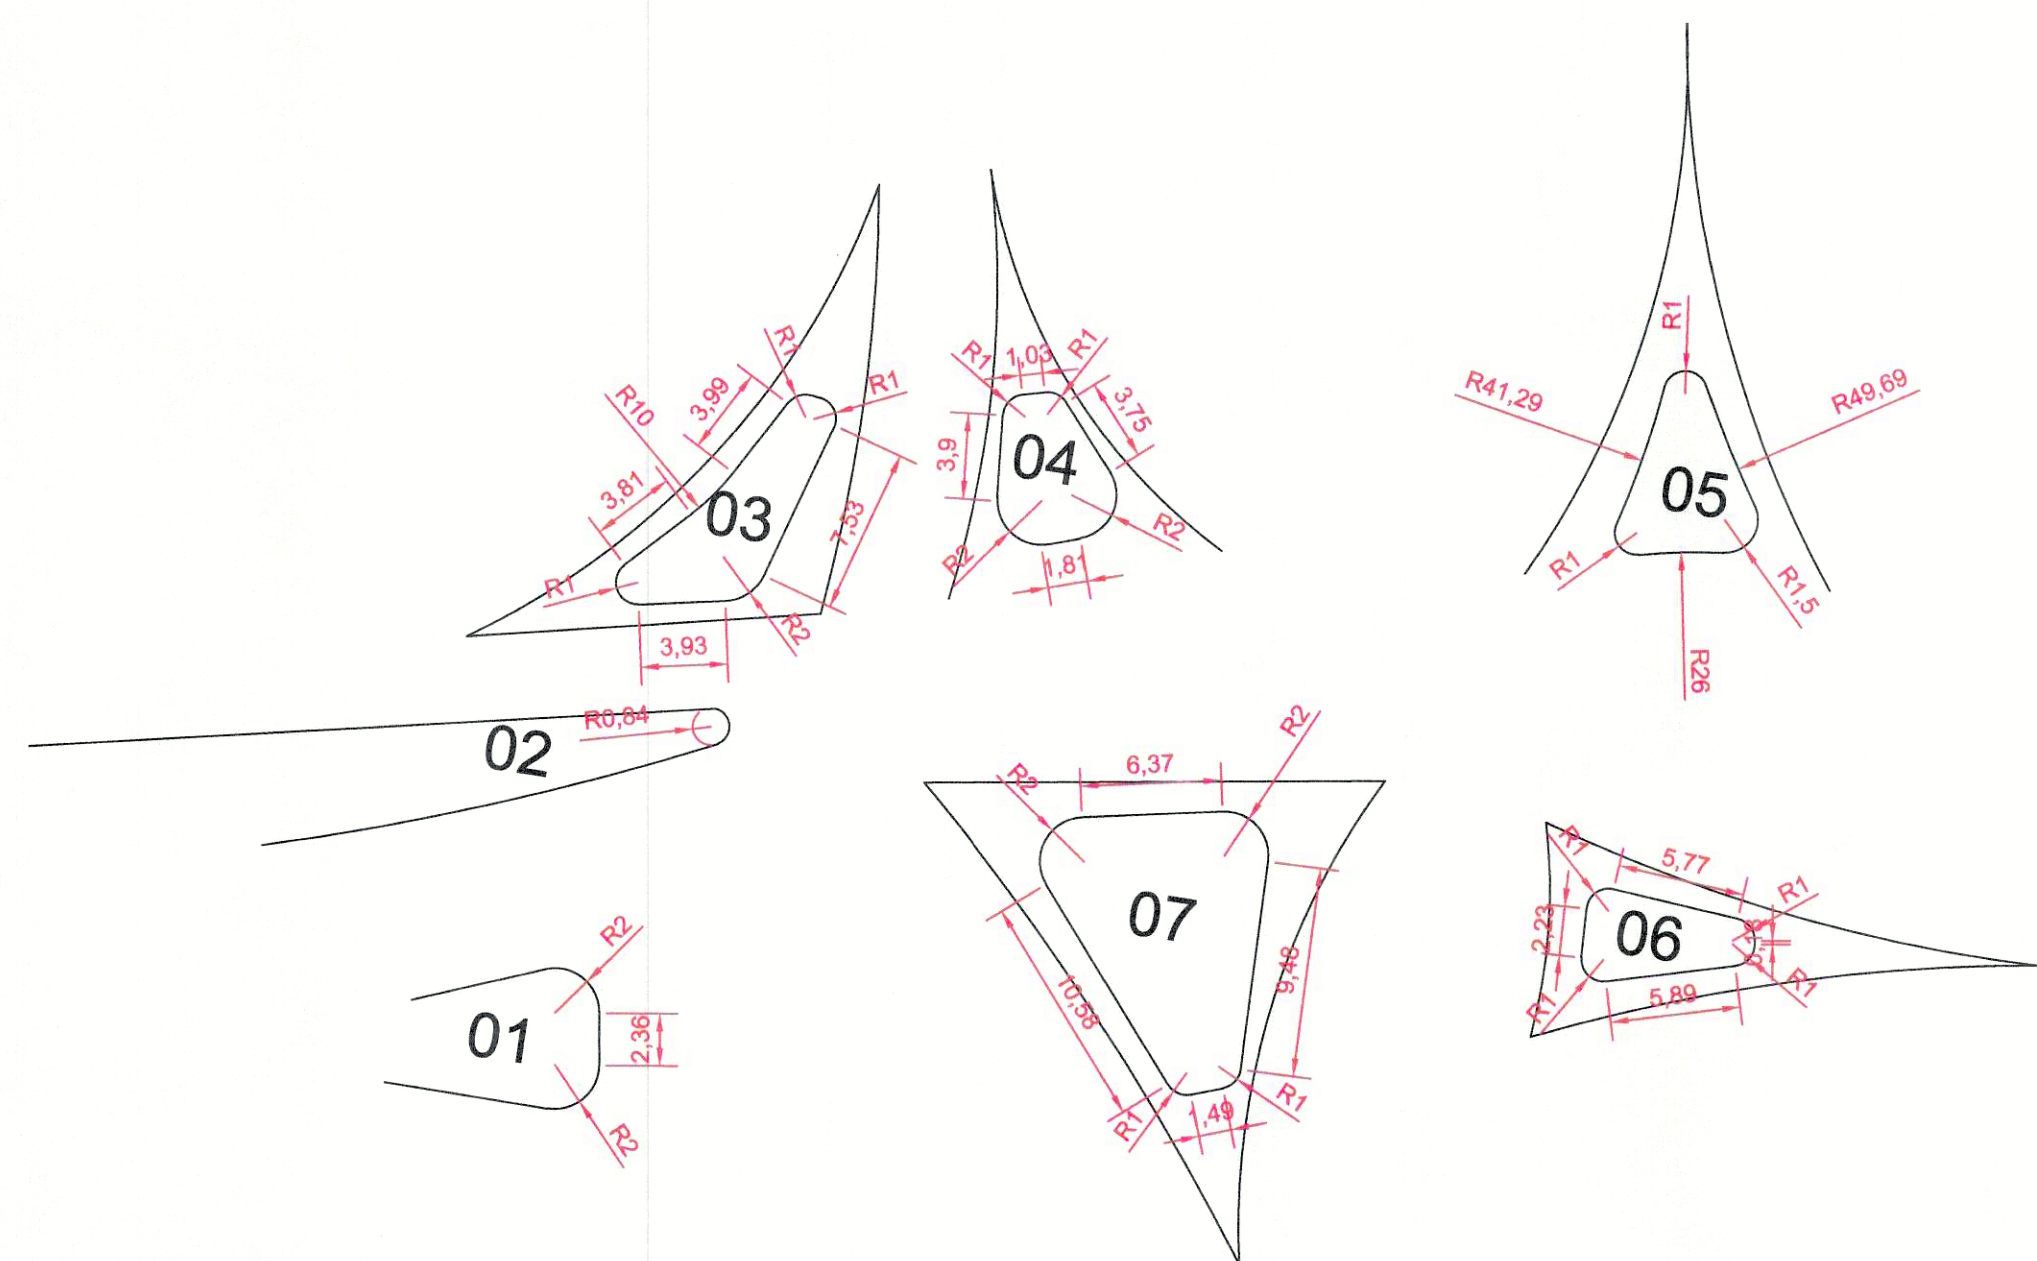 R1
3,99
R1
R10
3,81
03
7,53
R1
R2
3,93
R1
1,03
R1
3,75
3,9
04
R2
R2
1,81
R1
R41,29
R49,69
05
R1
R1,5
R26
R0,84
02
R2
6,37
R2
07
10,58
9,48
R1
1,49
R1
R1
5,77
R1
2,23
06
R1
5,89
R1
R2
01
2,36
R2